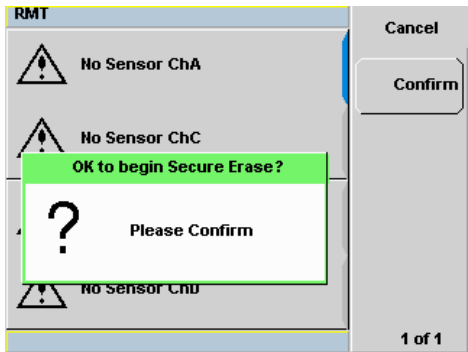 RMT
Cancel
No Sensor ChA
Confirm
No Sensor ChC
OK to begin Secure Erase?
? Please Confirm
No Sensor ChD
1 of 1